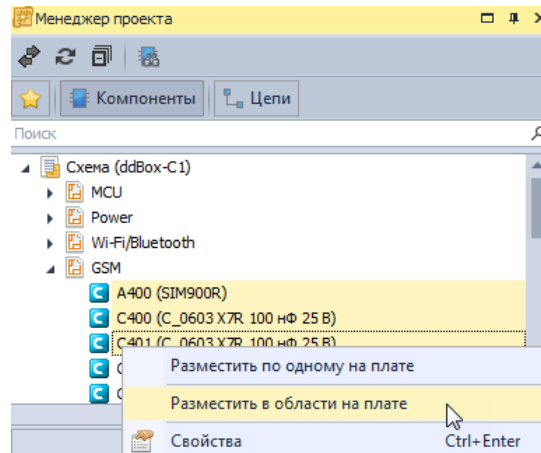 Менеджер проекта
Компоненты
Цепи
Поиск
Схема (ddBox-C1)
MCU
Power
Wi-Fi/Bluetooth
GSM
A400 (SIM900R)
C400 (C_0603 X7R 100 нФ 25 В)
C401 (C_0603 X7R 100 нФ 25 В)
Разместить по одному на плате
Разместить в области на плате
Свойства Ctrl+Enter